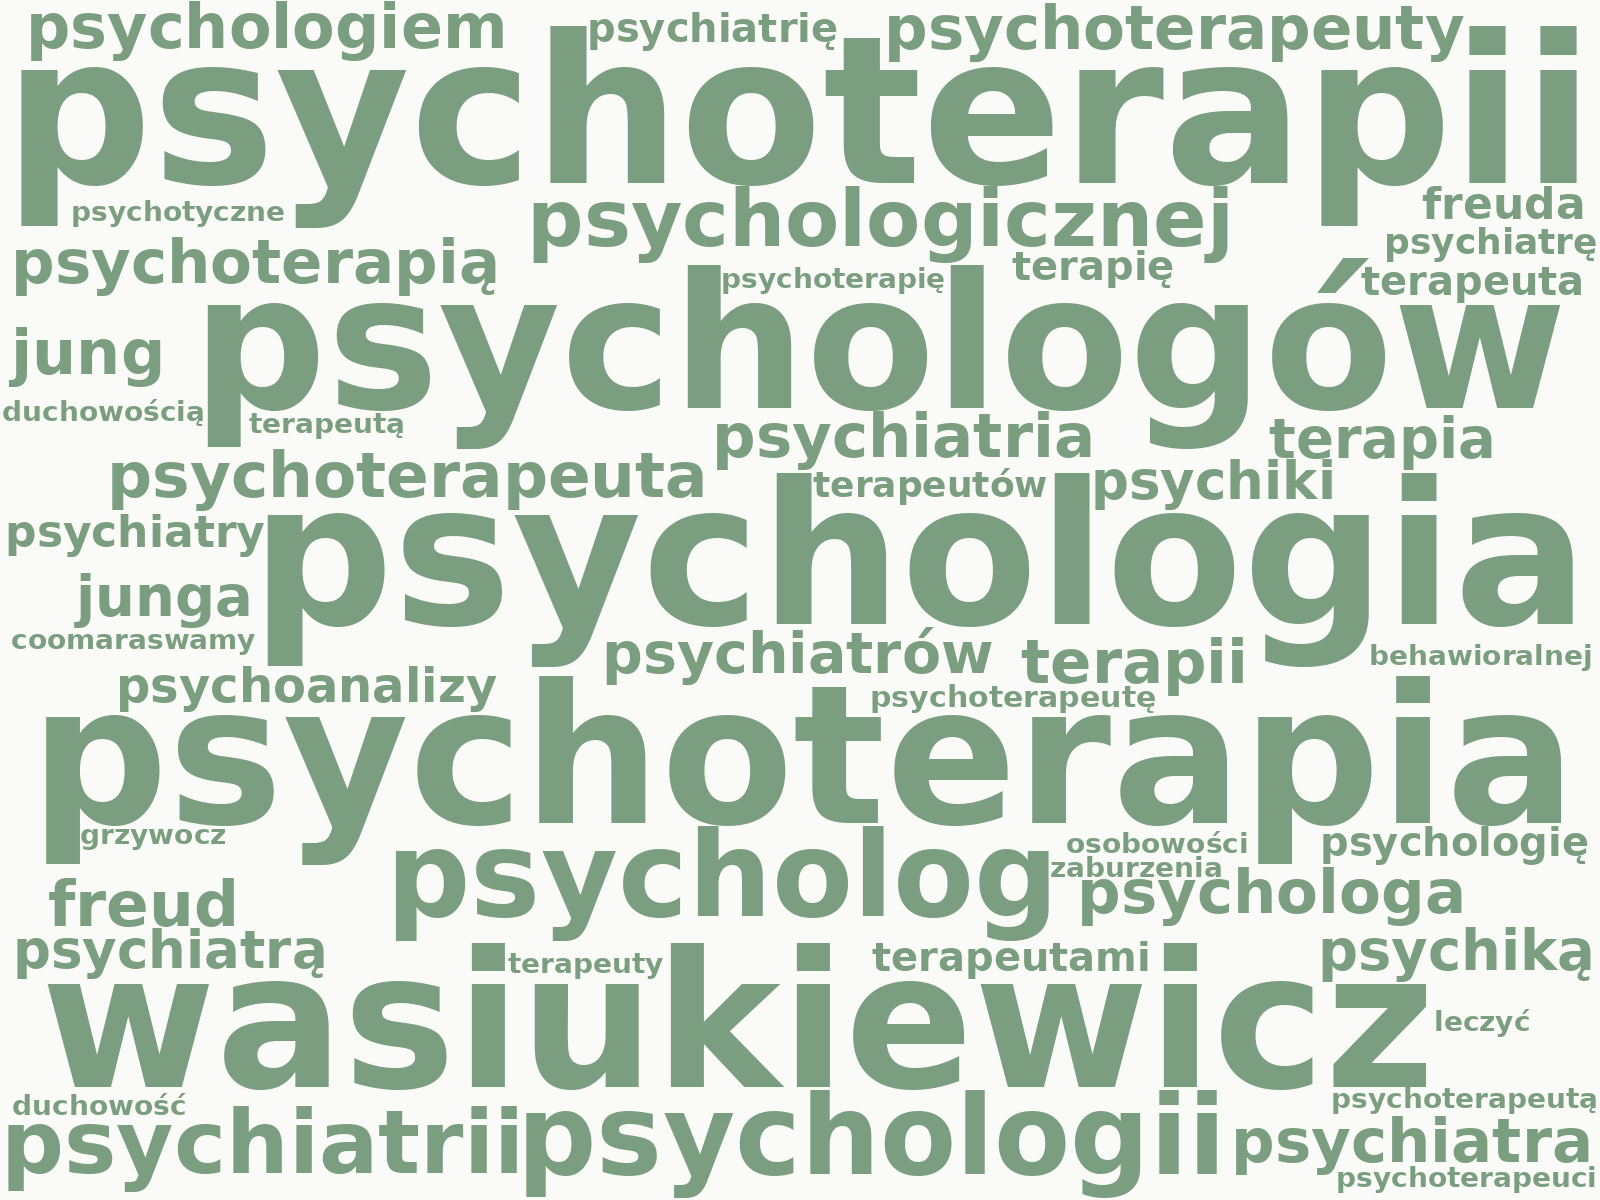 psychologiem
psychiatrię
psychoterapeuty
psychoterapii
psychotyczne
psychologicznej
freuda
psychiatrę
psychoterapią
psychoterapię
terapię
terapeuta
psychologów
jung
duchowością
terapeutą
psychiatria
terapia
psychoterapeuta
terapeutów
psychiki
psychiatry
psychologia
junga
coomaraswamy
psychiatrów
terapii
behawioralnej
psychoanalizy
psychoterapeutę
psychoterapia
grzywocz
psycholog
osobowości
zaburzenia
psychologię
freud
psychologa
psychiatrą
terapeuty
terapeutami
psychiką
wasiukiewicz
leczyć
duchowość
psychiatrii
psychologii
psychoterapeutą
psychiatra
psychoterapeuci